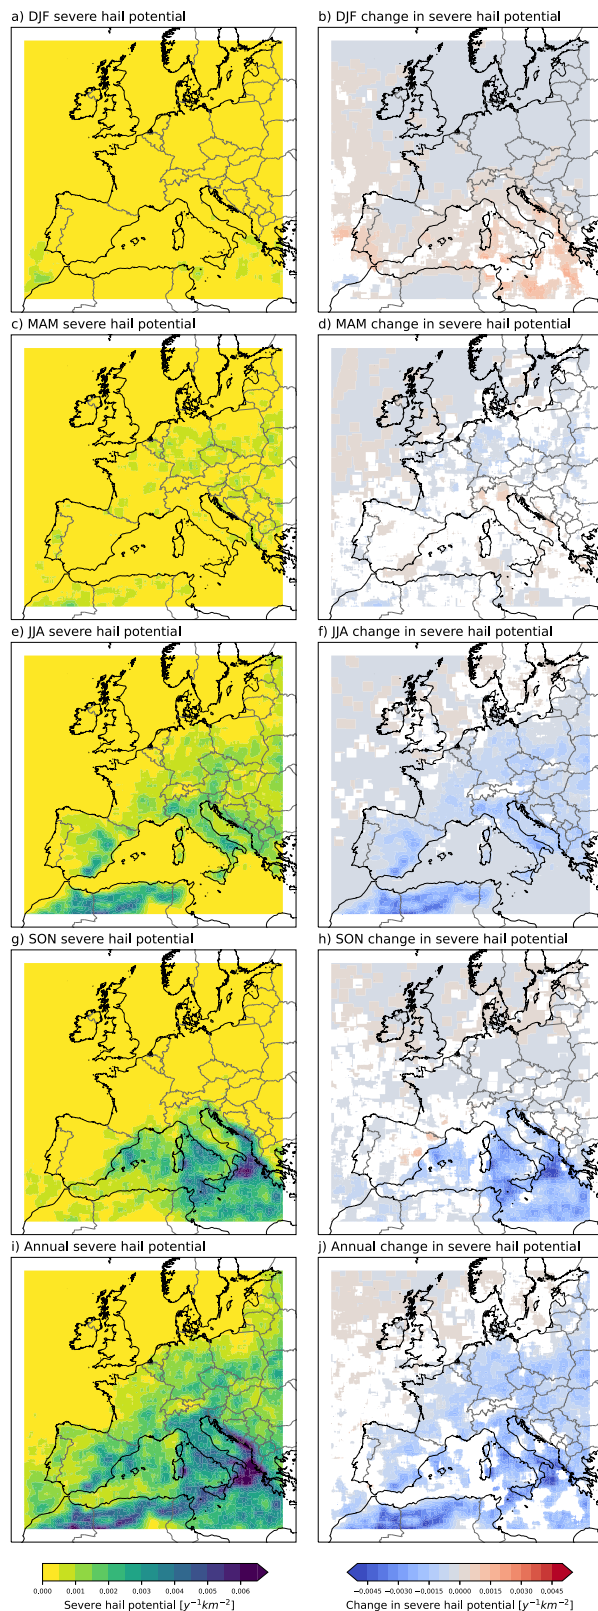 a) DJF severe hail potential
b) DJF change in severe hail potential
c) MAM severe hail potential
d) MAM change in severe hail potential
e) JJA severe hail potential
f) JJA change in severe hail potential
g) SON severe hail potential
h) SON change in severe hail potential
i) Annual severe hail potential
j) Annual change in severe hail potential
0.000 0.001 0.002 0.003 0.004 0.005 0.006
−0.0045 −0.0030 −0.0015 0.0000 0.0015 0.0030 0.0045
Severe hail potential [y⁻¹km⁻²]
Change in severe hail potential [y⁻¹km⁻²]